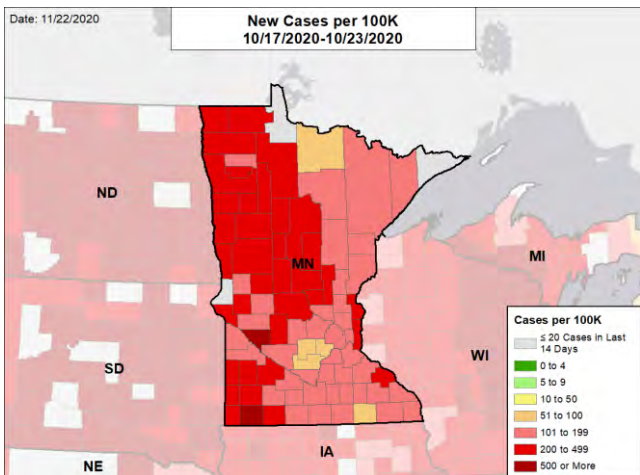 Date: 11/22/2020
New Cases per 100K
10/17/2020-10/23/2020
ND
MN
MI
SD
WI
IA
NE
Cases per 100K
≤ 20 Cases in Last
14 Days
0 to 4
5 to 9
10 to 50
51 to 100
101 to 199
200 to 499
500 or More